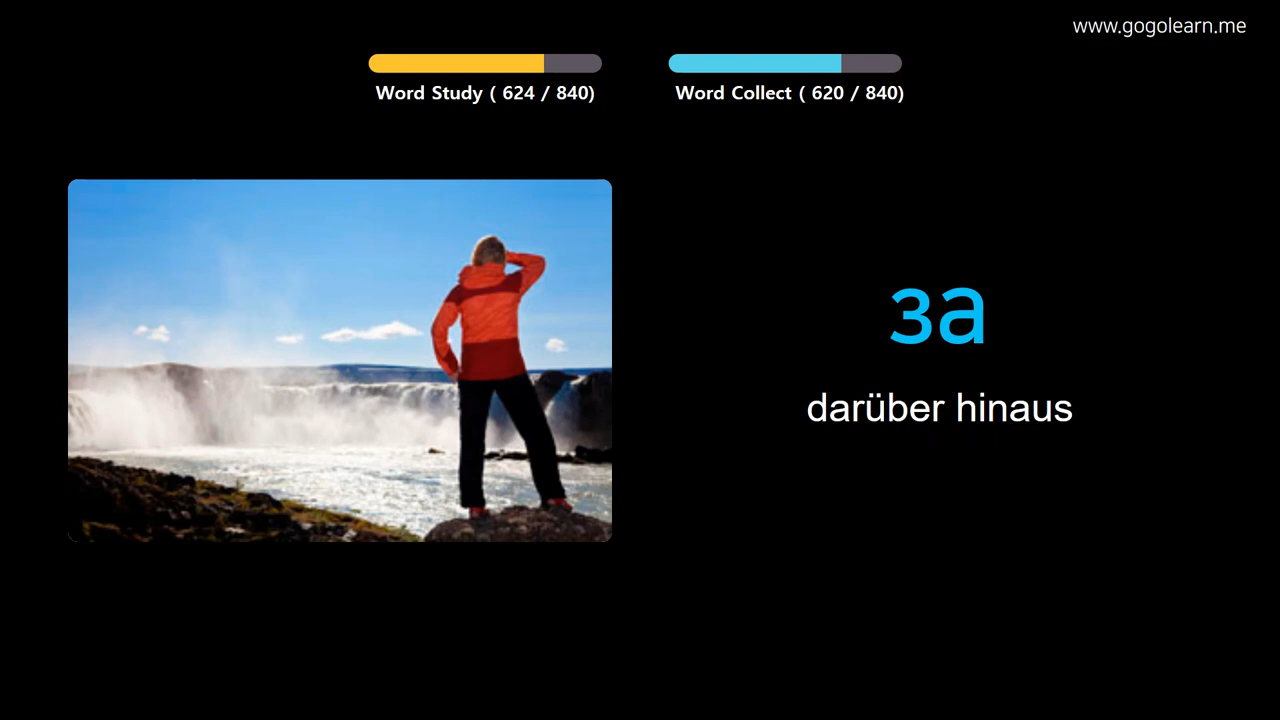 www.gogolearn.me
Word Study ( 624 / 840)
Word Collect ( 620 / 840)
за
darüber hinaus